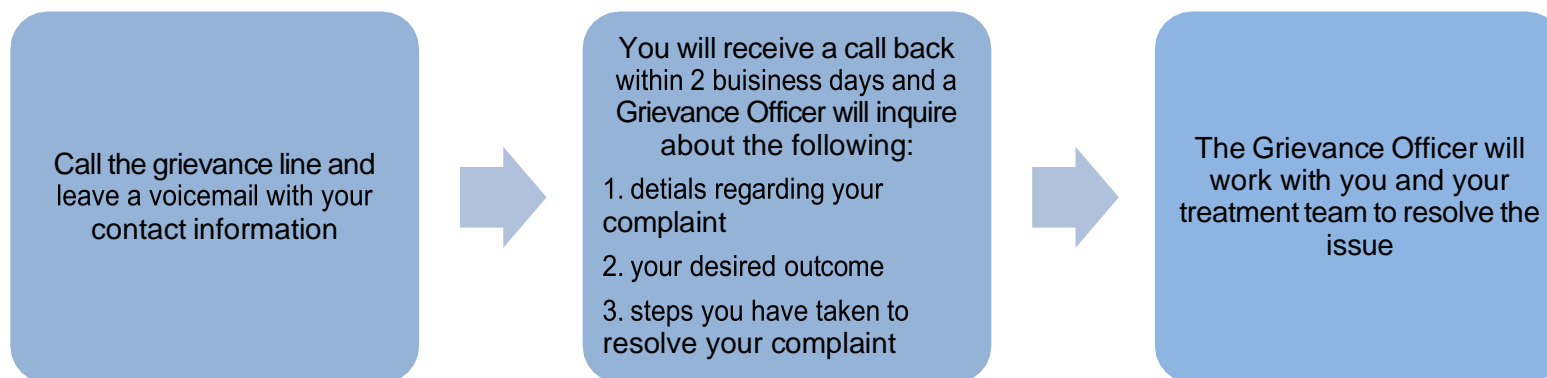 Call the grievance line and
leave a voicemail with your
contact information
You will receive a call back
within 2 buisiness days and a
Grievance Officer will inquire
about the following:
1. detials regarding your
complaint
2. your desired outcome
3. steps you have taken to
resolve your complaint
The Grievance Officer will
work with you and your
treatment team to resolve the
issue